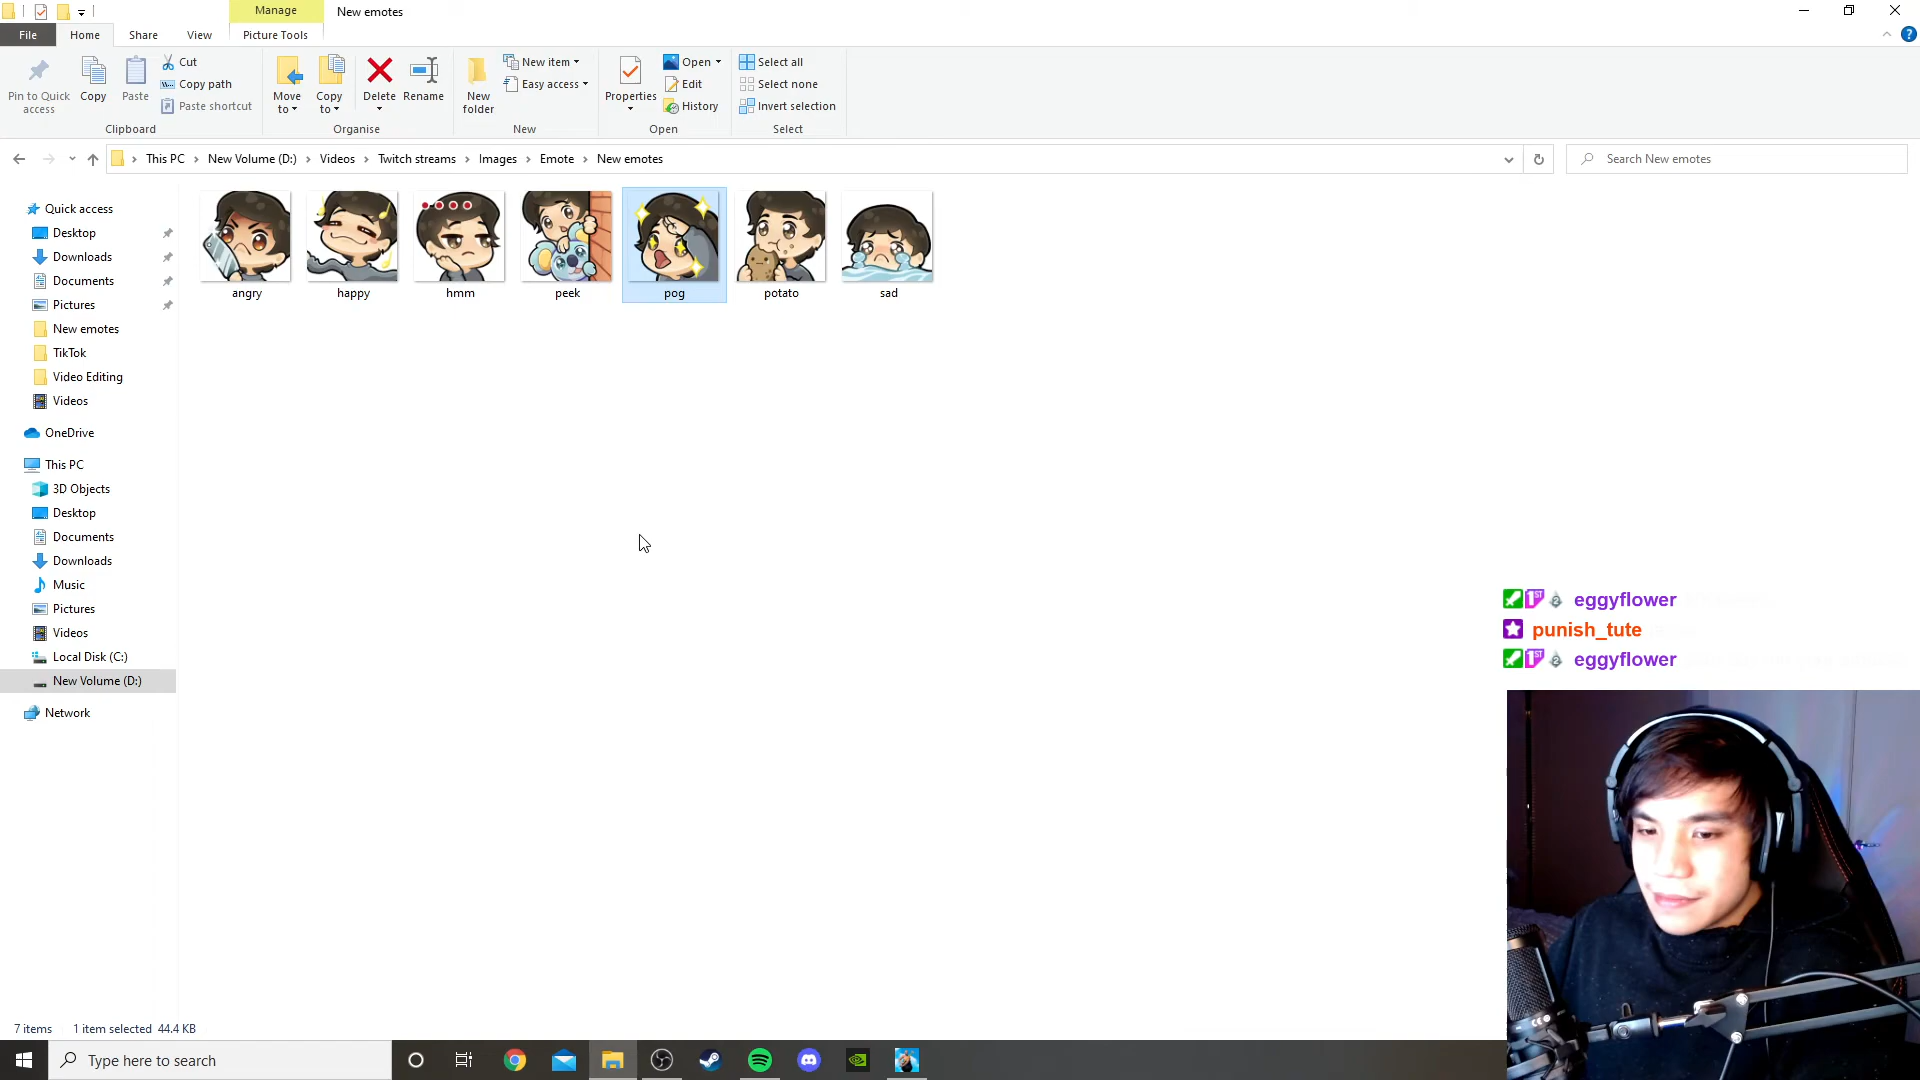 Manage
New emotes
File
Home
Share
View
Picture Tools
Pin to Quick access
Copy
Paste
Cut
Copy path
Paste shortcut
Clipboard
Move to
Copy to
Delete
Rename
Organise
New folder
New item
Easy access
New
Properties
Open
Edit
History
Open
Select all
Select none
Invert selection
Select
This PC
New Volume (D:)
Videos
Twitch streams
Images
Emote
New emotes
Search New emotes
Quick access
Desktop
Downloads
Documents
Pictures
New emotes
TikTok
Video Editing
Videos
OneDrive
This PC
3D Objects
Desktop
Documents
Downloads
Music
Pictures
Videos
Local Disk (C:)
New Volume (D:)
Network
angry
happy
hmm
peek
pog
potato
sad
eggyflower
punish_tute
eggyflower
7 items
1 item selected 44.4 KB
Type here to search